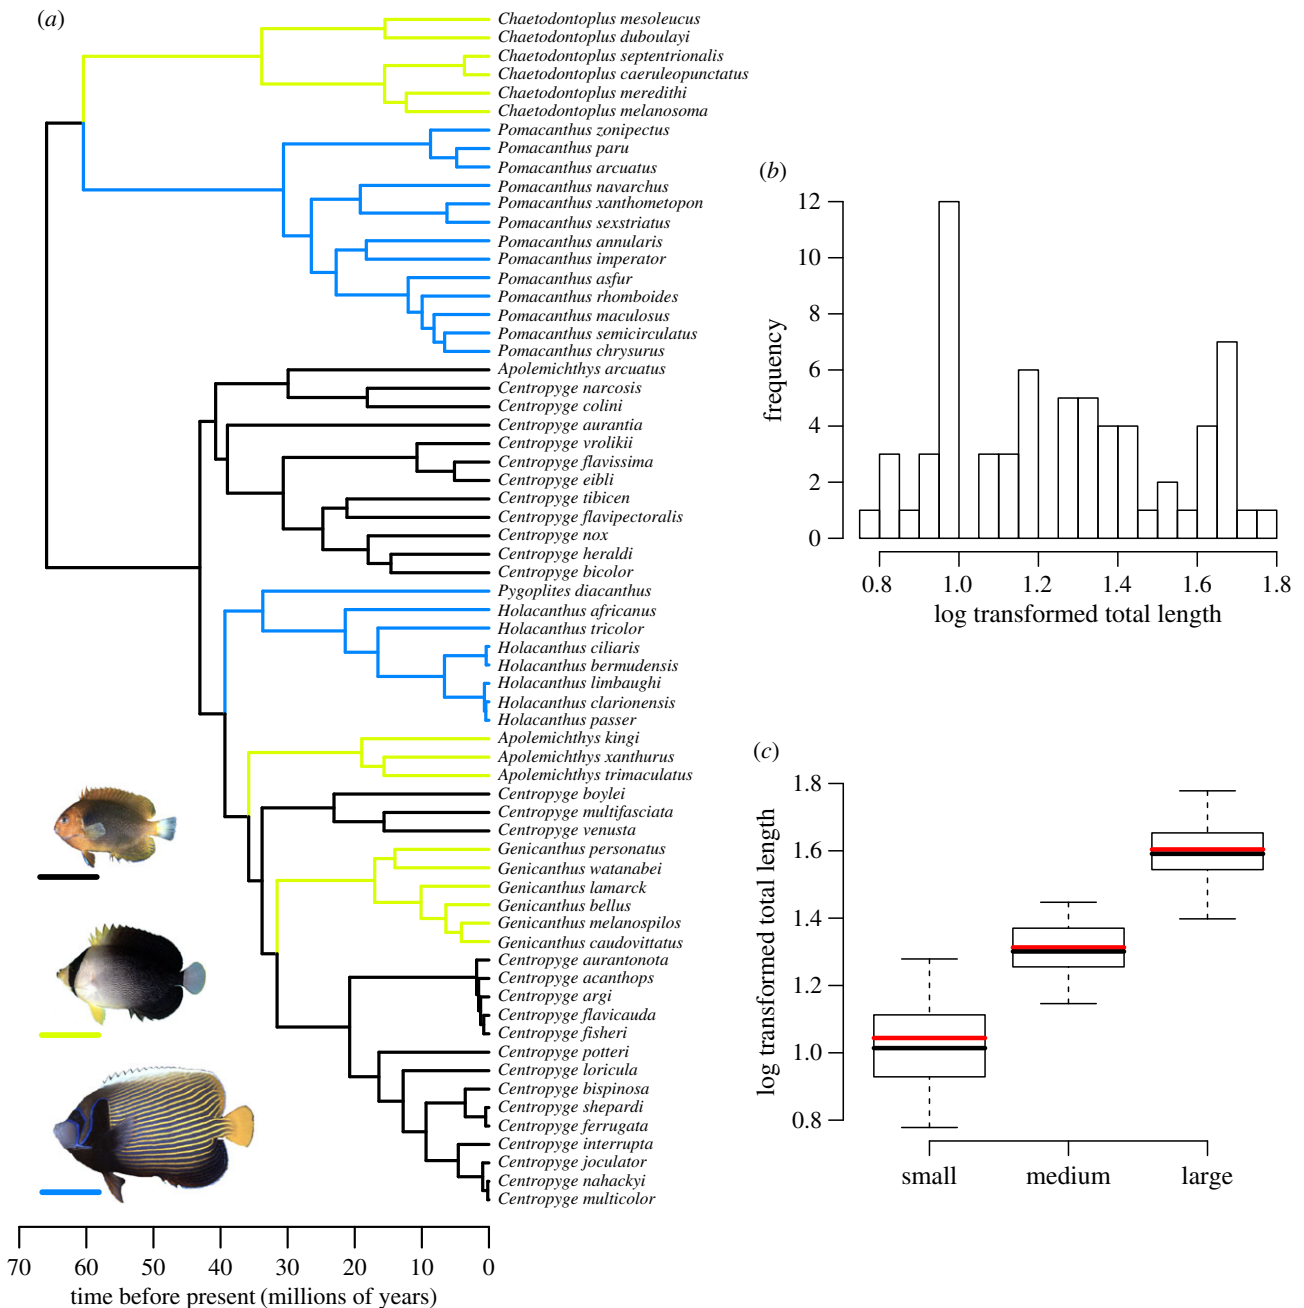 (a)
Chaetodontoplus mesoleucus
Chaetodontoplus duboulayi
Chaetodontoplus septentrionalis
Chaetodontoplus caeruleopunctatus
Chaetodontoplus meredithi
Chaetodontoplus melanosoma
Pomacanthus zonipectus
Pomacanthus paru
Pomacanthus arcuatus
Pomacanthus navarchus
Pomacanthus xanthometopon
Pomacanthus sexstriatus
Pomacanthus annularis
Pomacanthus imperator
Pomacanthus asfur
Pomacanthus rhomboides
Pomacanthus maculosus
Pomacanthus semicirculatus
Pomacanthus chrysurus
Apolemichthys arcuatus
Centropyge narcosis
Centropyge colini
Centropyge aurantia
Centropyge vrolikii
Centropyge flavissima
Centropyge eibli
Centropyge tibicen
Centropyge flavipectoralis
Centropyge nox
Centropyge heraldi
Centropyge bicolor
Pygoplites diacanthus
Holacanthus africanus
Holacanthus tricolor
Holacanthus ciliaris
Holacanthus bermudensis
Holacanthus limbaughi
Holacanthus clarionensis
Holacanthus passer
Apolemichthys kingi
Apolemichthys xanthurus
Apolemichthys trimaculatus
Centropyge boylei
Centropyge multifasciata
Centropyge venusta
Genicanthus personatus
Genicanthus watanabei
Genicanthus lamarck
Genicanthus bellus
Genicanthus melanospilos
Genicanthus caudovittatus
Centropyge aurantonota
Centropyge acanthops
Centropyge argi
Centropyge flavicauda
Centropyge fisheri
Centropyge potteri
Centropyge loricula
Centropyge bispinosa
Centropyge shepardi
Centropyge ferrugata
Centropyge interrupta
Centropyge joculator
Centropyge nahackyi
Centropyge multicolor
70 60 50 40 30 20 10 0
time before present (millions of years)
(b)
12
10
8
6
4
2
0
frequency
0.8 1.0 1.2 1.4 1.6 1.8
log transformed total length
(c)
1.8
1.6
1.4
1.2
1.0
0.8
log transformed total length
small medium large